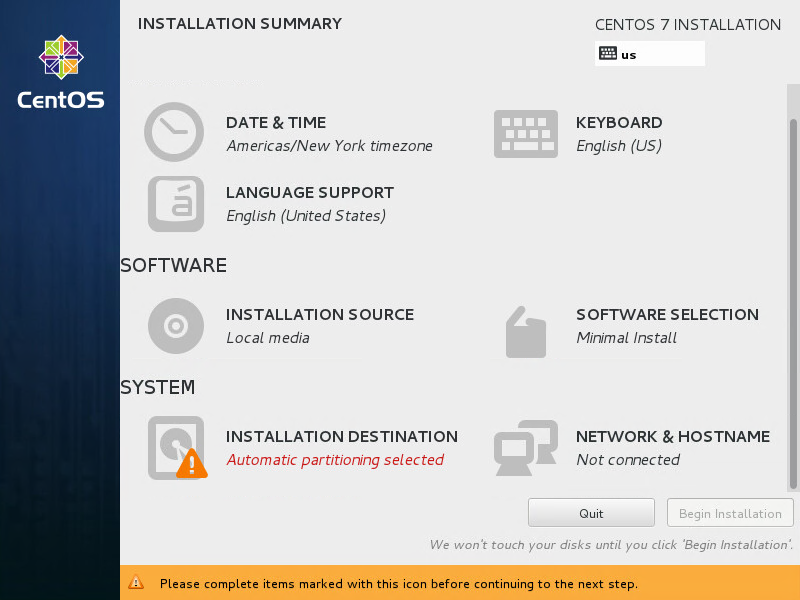 INSTALLATION SUMMARY
CENTOS 7 INSTALLATION
us
CentOS
DATE & TIME
Americas/New York timezone
KEYBOARD
English (US)
LANGUAGE SUPPORT
English (United States)
á
SOFTWARE
INSTALLATION SOURCE
Local media
SOFTWARE SELECTION
Minimal Install
SYSTEM
INSTALLATION DESTINATION
Automatic partitioning selected
NETWORK & HOSTNAME
Not connected
Quit
Begin Installation
We won't touch your disks until you click 'Begin Installation'.
Please complete items marked with this icon before continuing to the next step.